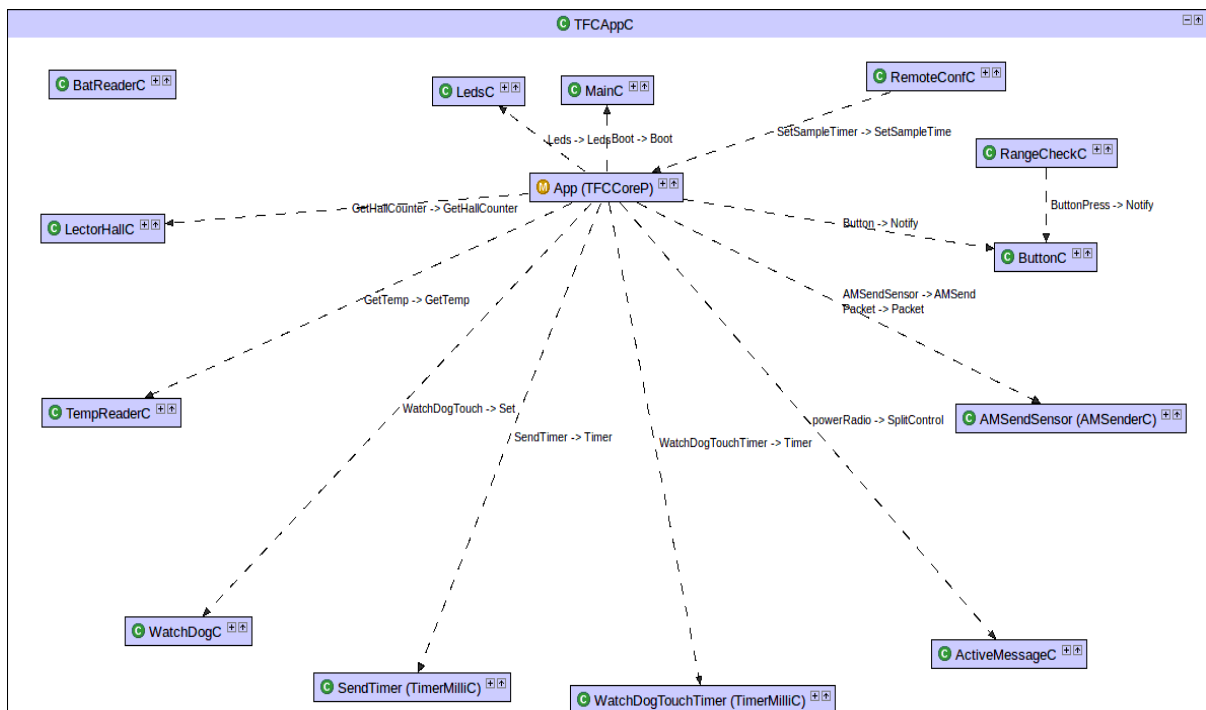 TFCAppC
BatReaderC
LedsC
MainC
RemoteConfC
Leds -> Leds
Boot -> Boot
SetSampleTimer -> SetSampleTime
RangeCheckC
App (TFCCoreP)
GetHallCounter -> GetHallCounter
ButtonPress -> Notify
LectorHallC
Button -> Notify
ButtonC
GetTemp -> GetTemp
AMSendSensor -> AMSend
Packet -> Packet
TempReaderC
WatchDogTouch -> Set
AMSendSensor (AMSenderC)
powerRadio -> SplitControl
SendTimer -> Timer
WatchDogTouchTimer -> Timer
WatchDogC
ActiveMessageC
SendTimer (TimerMilliC)
WatchDogTouchTimer (TimerMilliC)